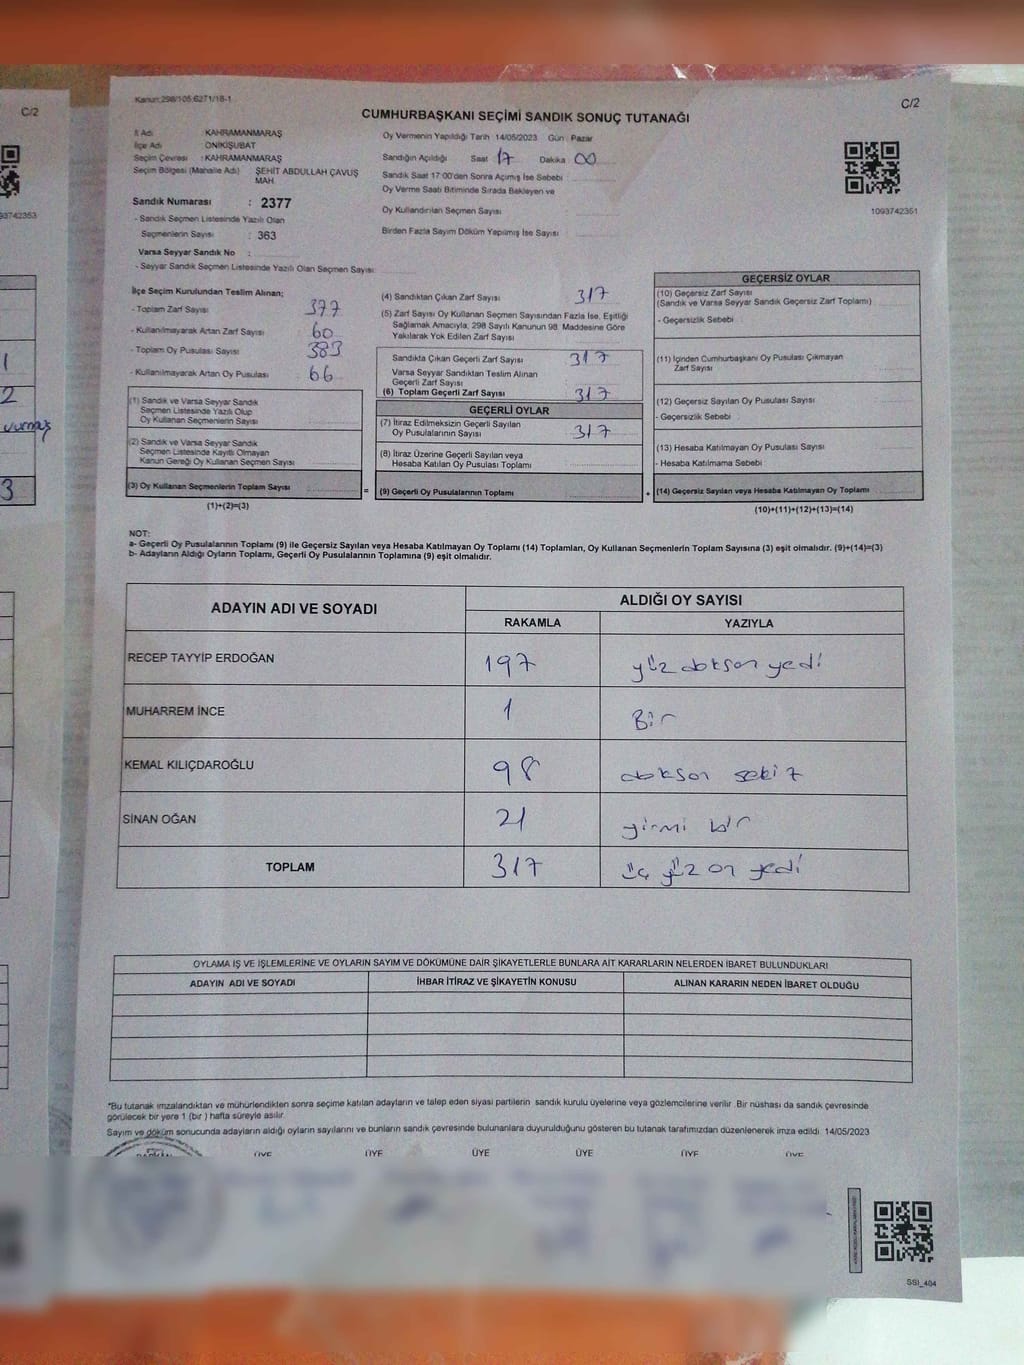 C/2
93742353
1
2
3
Kanun:298/105;6271/18-1
C/2
CUMHURBAŞKANI SEÇİMİ SANDIK SONUÇ TUTANAĞI
İl Adı KAHRAMANMARAŞ
İlçe Adı ONİKİŞUBAT
Seçim Çevresi : KAHRAMANMARAŞ
Seçim Bölgesi (Mahalle Adı) ŞEHİT ABDULLAH ÇAVUŞ
MAH.
Sandık Numarası : 2377
- Sandık Seçmen Listesinde Yazılı Olan
Seçmenlerin Sayısı : 363
Varsa Seyyar Sandık No :
- Seyyar Sandık Seçmen Listesinde Yazılı Olan Seçmen Sayısı:
Oy Vermenin Yapıldığı Tarih 14/05/2023 Gün : Pazar
Sandığın Açıldığı Saat 17 Dakika 00
Sandık Saat 17:00'den Sonra Açımış İse Sebebi
Oy Verme Saati Bitiminde Sırada Bekleyen ve
Oy Kullandırılan Seçmen Sayısı
Birden Fazla Sayım Döküm Yapılmış İse Sayısı
1093742351
İlçe Seçim Kurulundan Teslim Alınan;
- Toplam Zarf Sayısı 377
- Kullanılmayarak Artan Zarf Sayısı 60
- Toplam Oy Pusulası Sayısı 383
- Kullanılmayarak Artan Oy Pusulası 66
(1) Sandık ve Varsa Seyyar Sandık
Seçmen Listesinde Yazılı Olup
Oy Kullanan Seçmenlerin Sayısı
(2) Sandık ve Varsa Seyyar Sandık
Seçmen Listesinde Kayıtlı Olmayan
Kanun Gereği Oy Kullanan Seçmen Sayısı
(3) Oy Kullanan Seçmenlerin Toplam Sayısı
(1)+(2)=(3)
=
(4) Sandıktan Çıkan Zarf Sayısı 317
(5) Zarf Sayısı Oy Kullanan Seçmen Sayısından Fazla İse, Eşitliği
Sağlamak Amacıyla, 298 Sayılı Kanunun 98. Maddesine Göre
Yakılarak Yok Edilen Zarf Sayısı
Sandıkta Çıkan Geçerli Zarf Sayısı 317
Varsa Seyyar Sandıktan Teslim Alınan
Geçerli Zarf Sayısı
(6) Toplam Geçerli Zarf Sayısı 317
GEÇERLİ OYLAR
(7) İtiraz Edilmeksizin Geçerli Sayılan
Oy Pusulalarının Sayısı 317
(8) İtiraz Üzerine Geçerli Sayılan veya
Hesaba Katılan Oy Pusulası Toplamı
(9) Geçerli Oy Pusulalarının Toplamı
+
GEÇERSİZ OYLAR
(10) Geçersiz Zarf Sayısı
(Sandık ve Varsa Seyyar Sandık Geçersiz Zarf Toplamı)
- Geçersizlik Sebebi
(11) İçinden Cumhurbaşkanı Oy Pusulası Çıkmayan
Zarf Sayısı
(12) Geçersiz Sayılan Oy Pusulası Sayısı
- Geçersizlik Sebebi
(13) Hesaba Katılmayan Oy Pusulası Sayısı
- Hesaba Katılmama Sebebi
(14) Geçersiz Sayılan veya Hesaba Katılmayan Oy Toplamı
(10)+(11)+(12)+(13)=(14)
NOT:
a- Geçerli Oy Pusulalarının Toplamı (9) ile Geçersiz Sayılan veya Hesaba Katılmayan Oy Toplamı (14) Toplamları, Oy Kullanan Seçmenlerin Toplam Sayısına (3) eşit olmalıdır. (9)+(14)=(3)
b- Adayların Aldığı Oyların Toplamı, Geçerli Oy Pusulalarının Toplamına (9) eşit olmalıdır.
ADAYIN ADI VE SOYADI ALDIĞI OY SAYISI
RAKAMLA YAZIYLA
RECEP TAYYİP ERDOĞAN 197 yüz doksan yedi
MUHARREM İNCE 1 Bir
KEMAL KILIÇDAROĞLU 98 doksan sekiz
SİNAN OĞAN 21 yirmi bir
TOPLAM 317 üç yüz on yedi
OYLAMA İŞ VE İŞLEMLERİNE VE OYLARIN SAYIM VE DÖKÜMÜNE DAİR ŞİKAYETLERLE BUNLARA AİT KARARLARIN NELERDEN İBARET BULUNDUKLARI
ADAYIN ADI VE SOYADI İHBAR İTİRAZ VE ŞİKAYETİN KONUSU ALINAN KARARIN NEDEN İBARET OLDUĞU
*Bu tutanak imzalandıktan ve mühürlendikten sonra seçime katılan adayların ve talep eden siyasi partilerin sandık kurulu üyelerine veya gözlemcilerine verilir .Bir nüshası da sandık çevresinde
görülecek bir yere 1 (bir ) hafta süreyle asılır.
Sayım ve döküm sonucunda adayların aldığı oyların sayılarını ve bunların sandık çevresinde bulunanlara duyurulduğunu gösteren bu tutanak tarafımızdan düzenlenerek imza edildi. 14/05/2023
BAŞKAN ÜYE ÜYE ÜYE ÜYE ÜYE ÜYE
SSİ_404